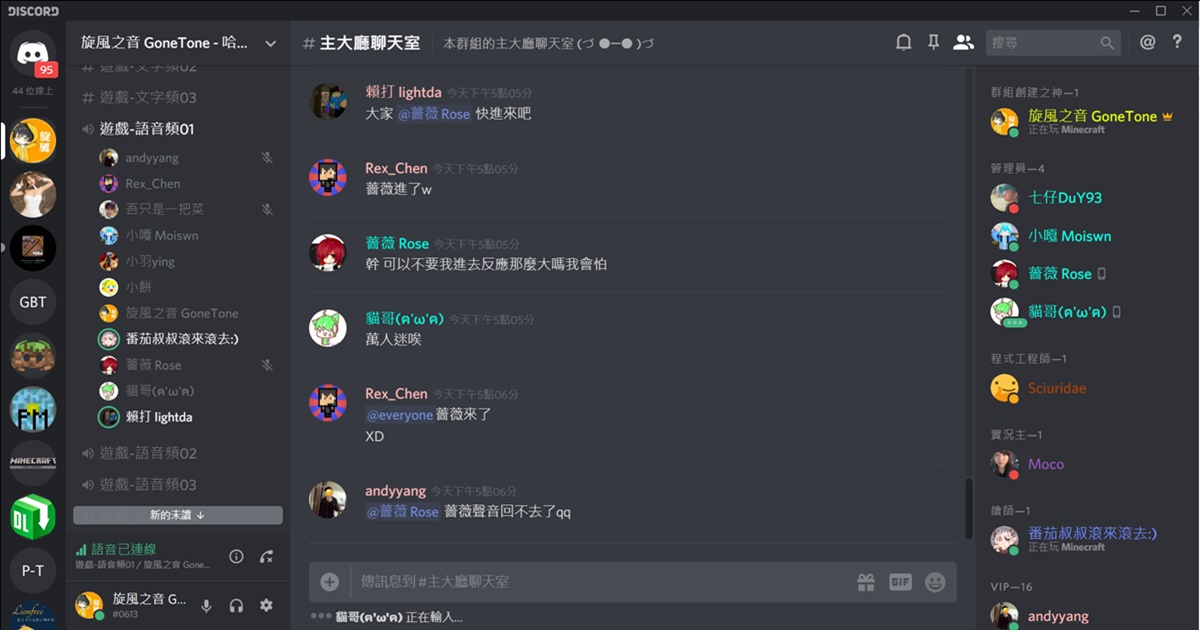 DISCORD
95
44 位線上
旋風
GBT
FM
MINECRAFT
DL
P-T
Lionfree
旋風之音 GoneTone - 哈...
# 遊戲-文字頻02
# 遊戲-文字頻03
遊戲-語音頻01
andyyang
Rex_Chen
吾只是一把菜
小嘎 Moiswn
小羽ying
小餅
旋風之音 GoneTone
番茄叔叔滾來滾去:)
薔薇 Rose
貓哥(ฅ'ω'ฅ)
賴打 lightda
遊戲-語音頻02
遊戲-語音頻03
新的未讀 ↓
語音已連線
遊戲-語音頻01 / 旋風之音 Gone...
旋風之音 G...
#0613
# 主大廳聊天室
本群組的主大廳聊天室 (づ ●─● )づ
搜尋
賴打 lightda 今天下午5點05分
大家 @薔薇 Rose 快進來吧
Rex_Chen 今天下午5點05分
薔薇進了w
薔薇 Rose 今天下午5點05分
幹 可以不要我進去反應那麼大嗎我會怕
貓哥(ฅ'ω'ฅ) 今天下午5點05分
萬人迷唉
Rex_Chen 今天下午5點06分
@everyone 薔薇來了
XD
andyyang 今天下午5點06分
@薔薇 Rose 薔薇聲音回不去了qq
傳訊息到 #主大廳聊天室
GIF
貓哥(ฅ'ω'ฅ) 正在輸入...
群組創建之神—1
旋風之音 GoneTone
正在玩 Minecraft
管理員—4
七仔DuY93
小嘎 Moiswn
薔薇 Rose
貓哥(ฅ'ω'ฅ)
程式工程師—1
Sciuridae
實況主—1
Moco
繪師—1
番茄叔叔滾來滾去:)
正在玩 Minecraft
VIP—16
andyyang